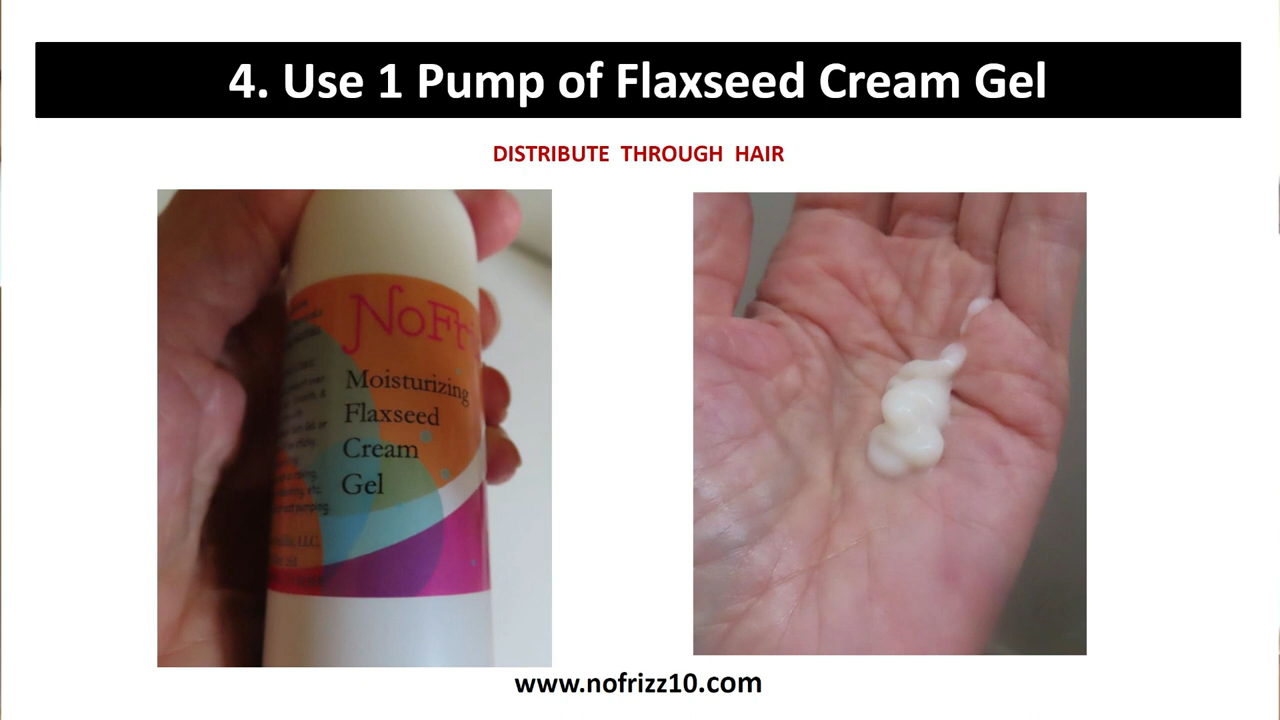 4. Use 1 Pump of Flaxseed Cream Gel
DISTRIBUTE THROUGH HAIR
NoFr
Moisturizing
Flaxseed
Cream
Gel
www.nofrizz10.com